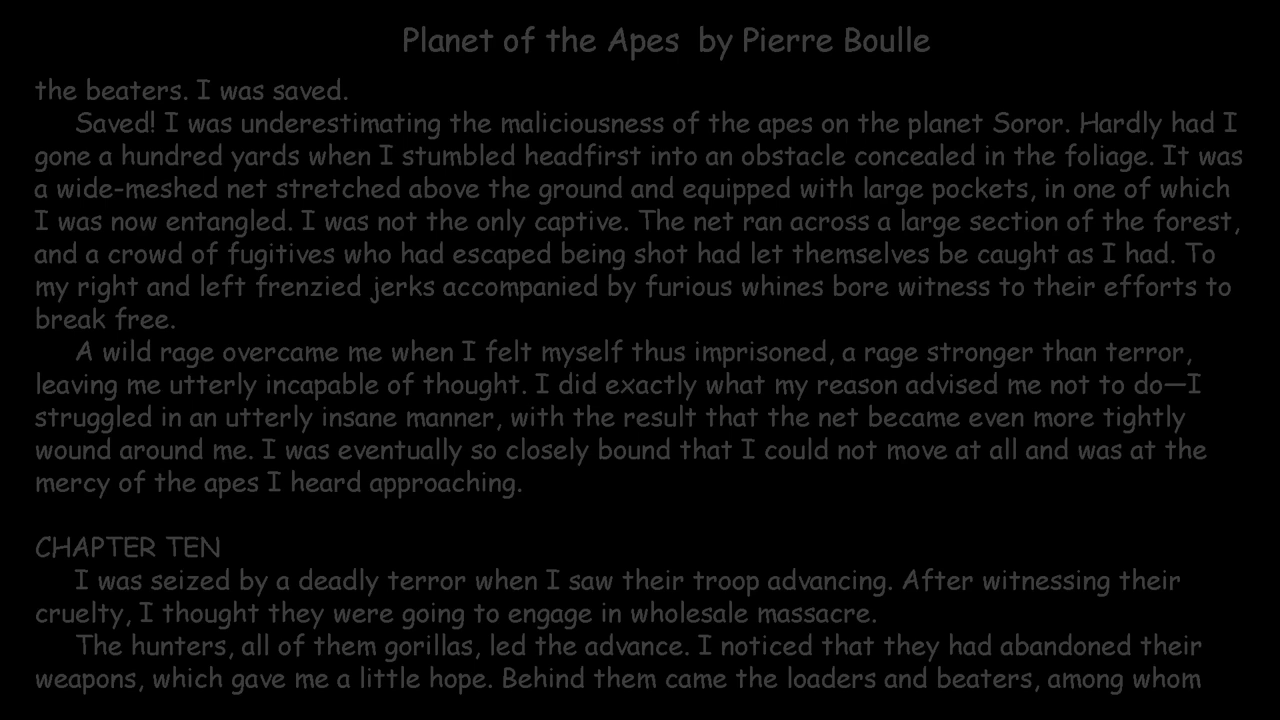 Planet of the Apes by Pierre Boulle
the beaters. I was saved.
Saved! I was underestimating the maliciousness of the apes on the planet Soror. Hardly had I
gone a hundred yards when I stumbled headfirst into an obstacle concealed in the foliage. It was
a wide-meshed net stretched above the ground and equipped with large pockets, in one of which
I was now entangled. I was not the only captive. The net ran across a large section of the forest,
and a crowd of fugitives who had escaped being shot had let themselves be caught as I had. To
my right and left frenzied jerks accompanied by furious whines bore witness to their efforts to
break free.
A wild rage overcame me when I felt myself thus imprisoned, a rage stronger than terror,
leaving me utterly incapable of thought. I did exactly what my reason advised me not to do—I
struggled in an utterly insane manner, with the result that the net became even more tightly
wound around me. I was eventually so closely bound that I could not move at all and was at the
mercy of the apes I heard approaching.
CHAPTER TEN
I was seized by a deadly terror when I saw their troop advancing. After witnessing their
cruelty, I thought they were going to engage in wholesale massacre.
The hunters, all of them gorillas, led the advance. I noticed that they had abandoned their
weapons, which gave me a little hope. Behind them came the loaders and beaters, among whom